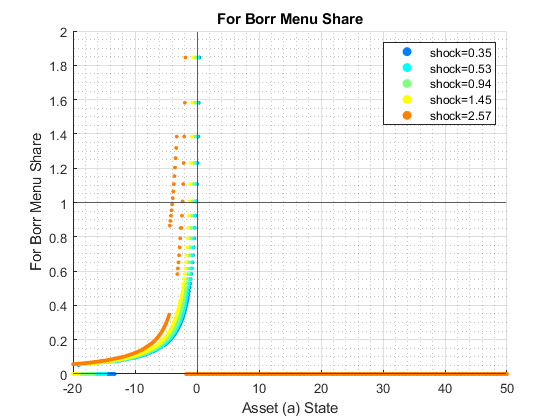 For Borr Menu Share
2
1.8
1.6
1.4
1.2
1
0.8
0.6
0.4
0.2
0
For Borr Menu Share
shock=0.35
shock=0.53
shock=0.94
shock=1.45
shock=2.57
-20 -10 0 10 20 30 40 50
Asset (a) State